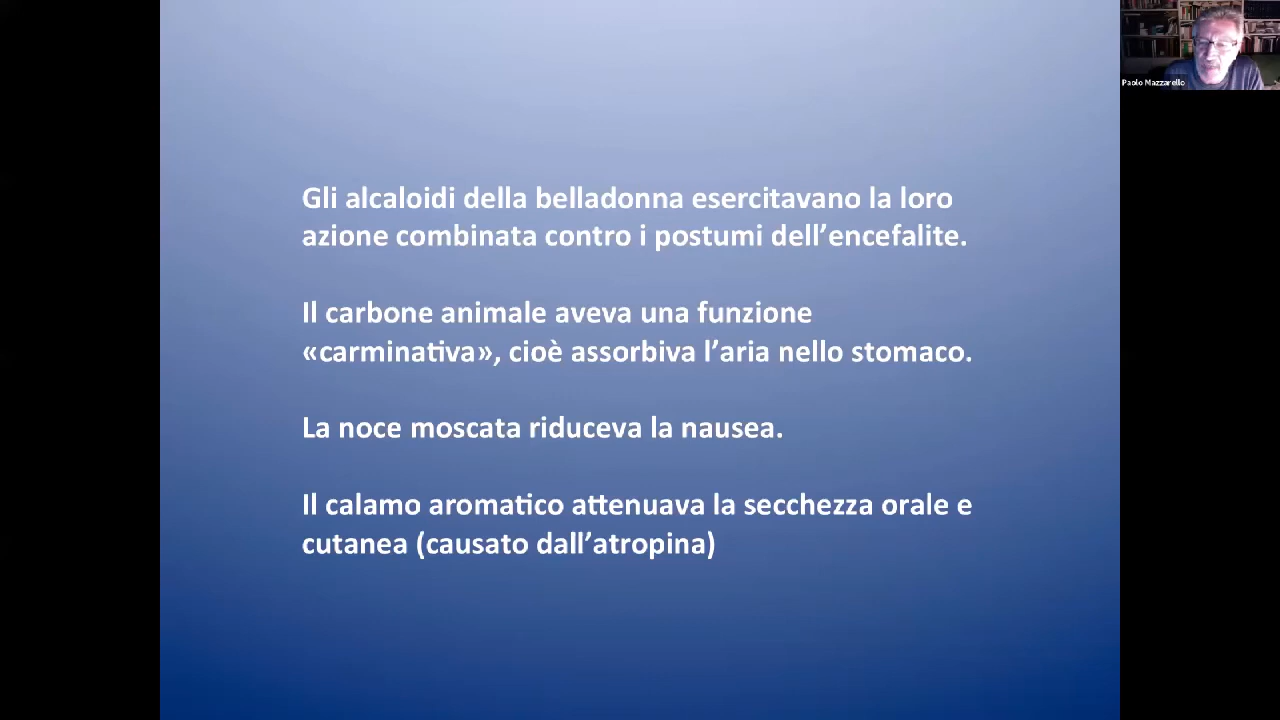 Paolo Mazzarello
Gli alcaloidi della belladonna esercitavano la loro
azione combinata contro i postumi dell’encefalite.
Il carbone animale aveva una funzione
«carminativa», cioè assorbiva l’aria nello stomaco.
La noce moscata riduceva la nausea.
Il calamo aromatico attenuava la secchezza orale e
cutanea (causato dall’atropina)